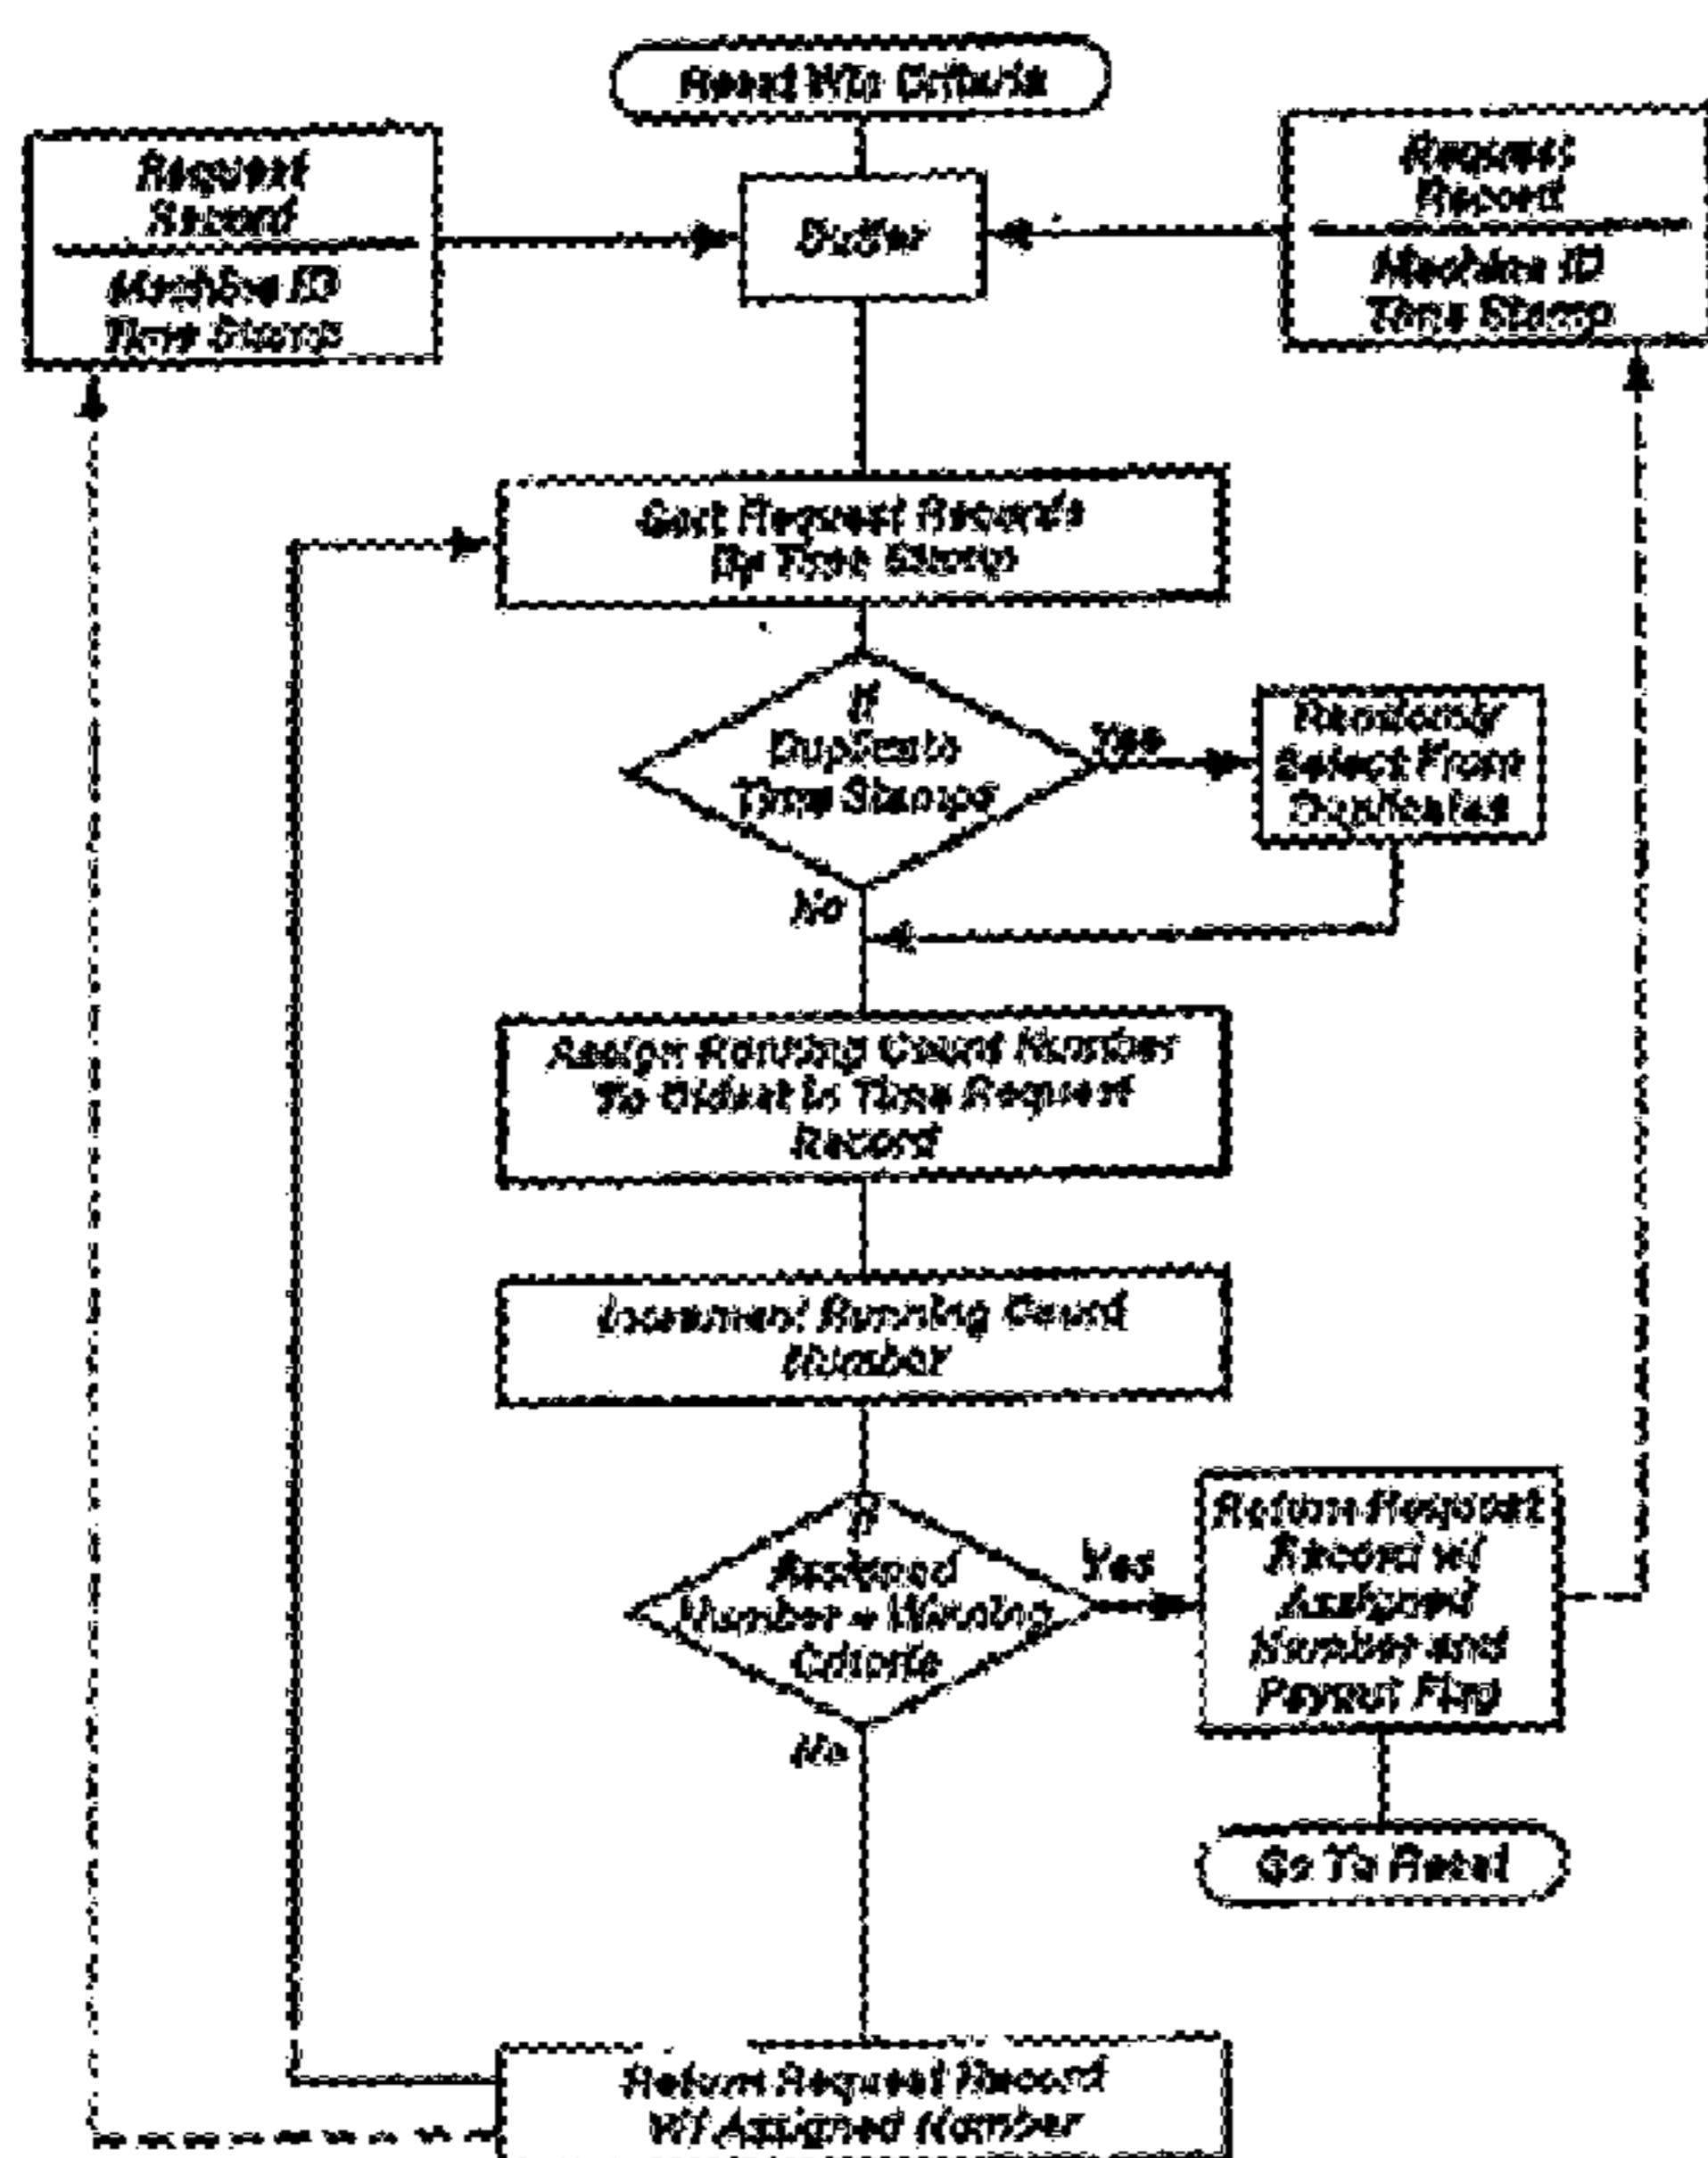 Reset Win Criteria
Request
Record
Machine ID
Time Stamp
Buffer
Request
Record
Machine ID
Time Stamp
Sort Request Records
By Time Stamp
If
Duplicate
Time Stamps
Yes
Randomly
Select From
Duplicates
No
Assign Running Count Number
To Oldest in Time Request
Record
Increment Running Count
Number
If
Assigned
Number = Winning
Criteria
Yes
Return Request
Record w/
Assigned
Number and
Payout Flag
No
Go To Reset
Return Request Record
W/ Assigned Number